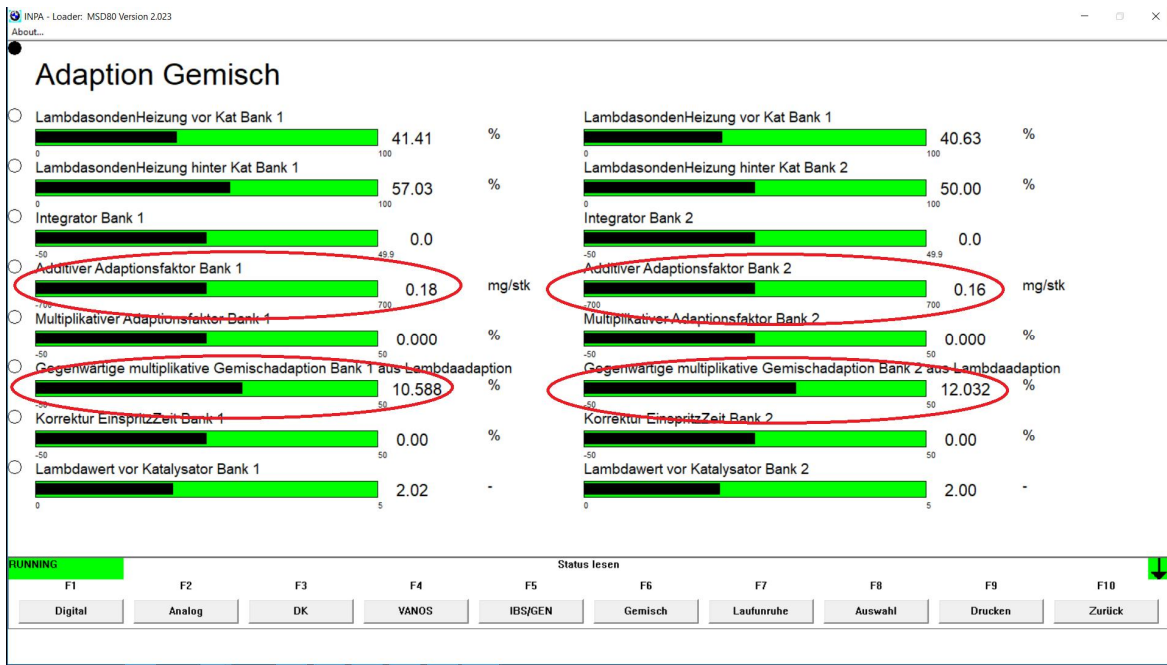 INPA - Loader: MSD80 Version 2.023
About...
Adaption Gemisch
LambdasondenHeizung vor Kat Bank 1 LambdasondenHeizung vor Kat Bank 1
41.41 % 40.63 %
0 100 0 100
LambdasondenHeizung hinter Kat Bank 1 LambdasondenHeizung hinter Kat Bank 2
57.03 % 50.00 %
0 100 0 100
Integrator Bank 1 Integrator Bank 2
0.0 0.0
-50 49.9 -50 49.9
Additiver Adaptionsfaktor Bank 1 Additiver Adaptionsfaktor Bank 2
0.18 mg/stk 0.16 mg/stk
-700 700 -700 700
Multiplikativer Adaptionsfaktor Bank 1 Multiplikativer Adaptionsfaktor Bank 2
0.000 % 0.000 %
-50 50 -50 50
Gegenwärtige multiplikative Gemischadaption Bank 1 aus Lambdaadaption Gegenwärtige multiplikative Gemischadaption Bank 2 aus Lambdaadaption
10.588 % 12.032 %
-50 50 -50 50
Korrektur EinspritzZeit Bank 1 Korrektur EinspritzZeit Bank 2
0.00 % 0.00 %
-50 50 -50 50
Lambdawert vor Katalysator Bank 1 Lambdawert vor Katalysator Bank 2
2.02 - 2.00 -
0 5 0 5
RUNNING Status lesen
F1 F2 F3 F4 F5 F6 F7 F8 F9 F10
Digital Analog DK VANOS IBS/GEN Gemisch Laufunruhe Auswahl Drucken Zurück